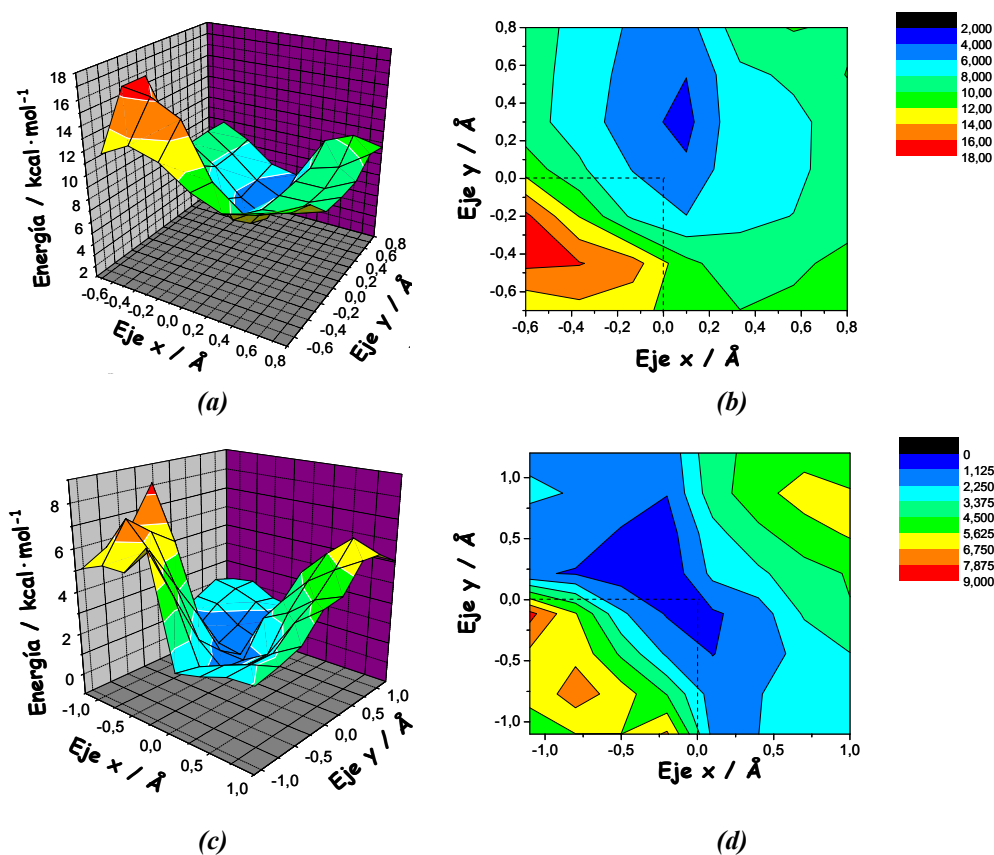 18
16
14
12
10
8
6
4
2
Energía / kcal·mol⁻¹
-0,6 -0,4 -0,2 0,0 0,2 0,4 0,6 0,8
Eje x / Å
-0,6 -0,4 -0,2 0,0 0,2 0,4 0,6 0,8
Eje y / Å
(a)
0,8
0,4
0,0
-0,2
-0,4
-0,6
Eje y / Å
-0,6 -0,4 -0,2 0,0 0,2 0,4 0,6 0,8
Eje x / Å
(b)
2,000
4,000
6,000
8,000
10,00
12,00
14,00
16,00
18,00
8
6
4
2
0
Energía / kcal·mol⁻¹
-1,0 -0,5 0,0 0,5 1,0
Eje x / Å
-1,0 -0,5 0,0 0,5 1,0
Eje y / Å
(c)
1,0
0,5
0,0
-0,5
-1,0
Eje y / Å
-1,0 -0,5 0,0 0,5 1,0
Eje x / Å
(d)
0
1,125
2,250
3,375
4,500
5,625
6,750
7,875
9,000